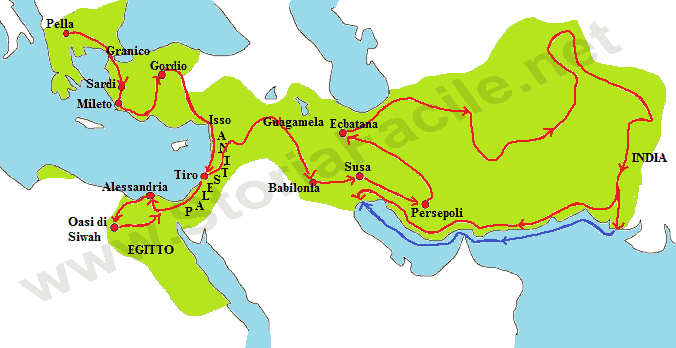 Pella
Granico
Gordio
Sardi
Mileto
Isso
Guagamela
Ecbatana
Tiro
PALESTINA
Susa
Babilonia
Persepoli
INDIA
Alessandria
Oasi di
Siwah
EGITTO
www.StoriaFacile.net